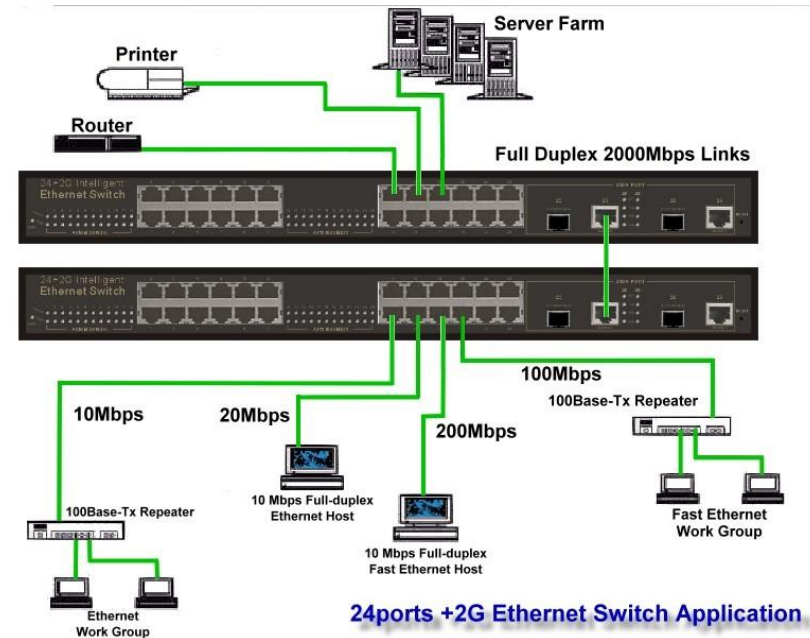 Server Farm
Printer
Router
Full Duplex 2000Mbps Links
24+2G Intelligent
Ethernet Switch
24+2G Intelligent
Ethernet Switch
100Mbps
100Base-Tx Repeater
10Mbps
20Mbps
200Mbps
10 Mbps Full-duplex
Ethernet Host
100Base-Tx Repeater
Fast Ethernet
Work Group
10 Mbps Full-duplex
Fast Ethernet Host
Ethernet
Work Group
24ports +2G Ethernet Switch Application